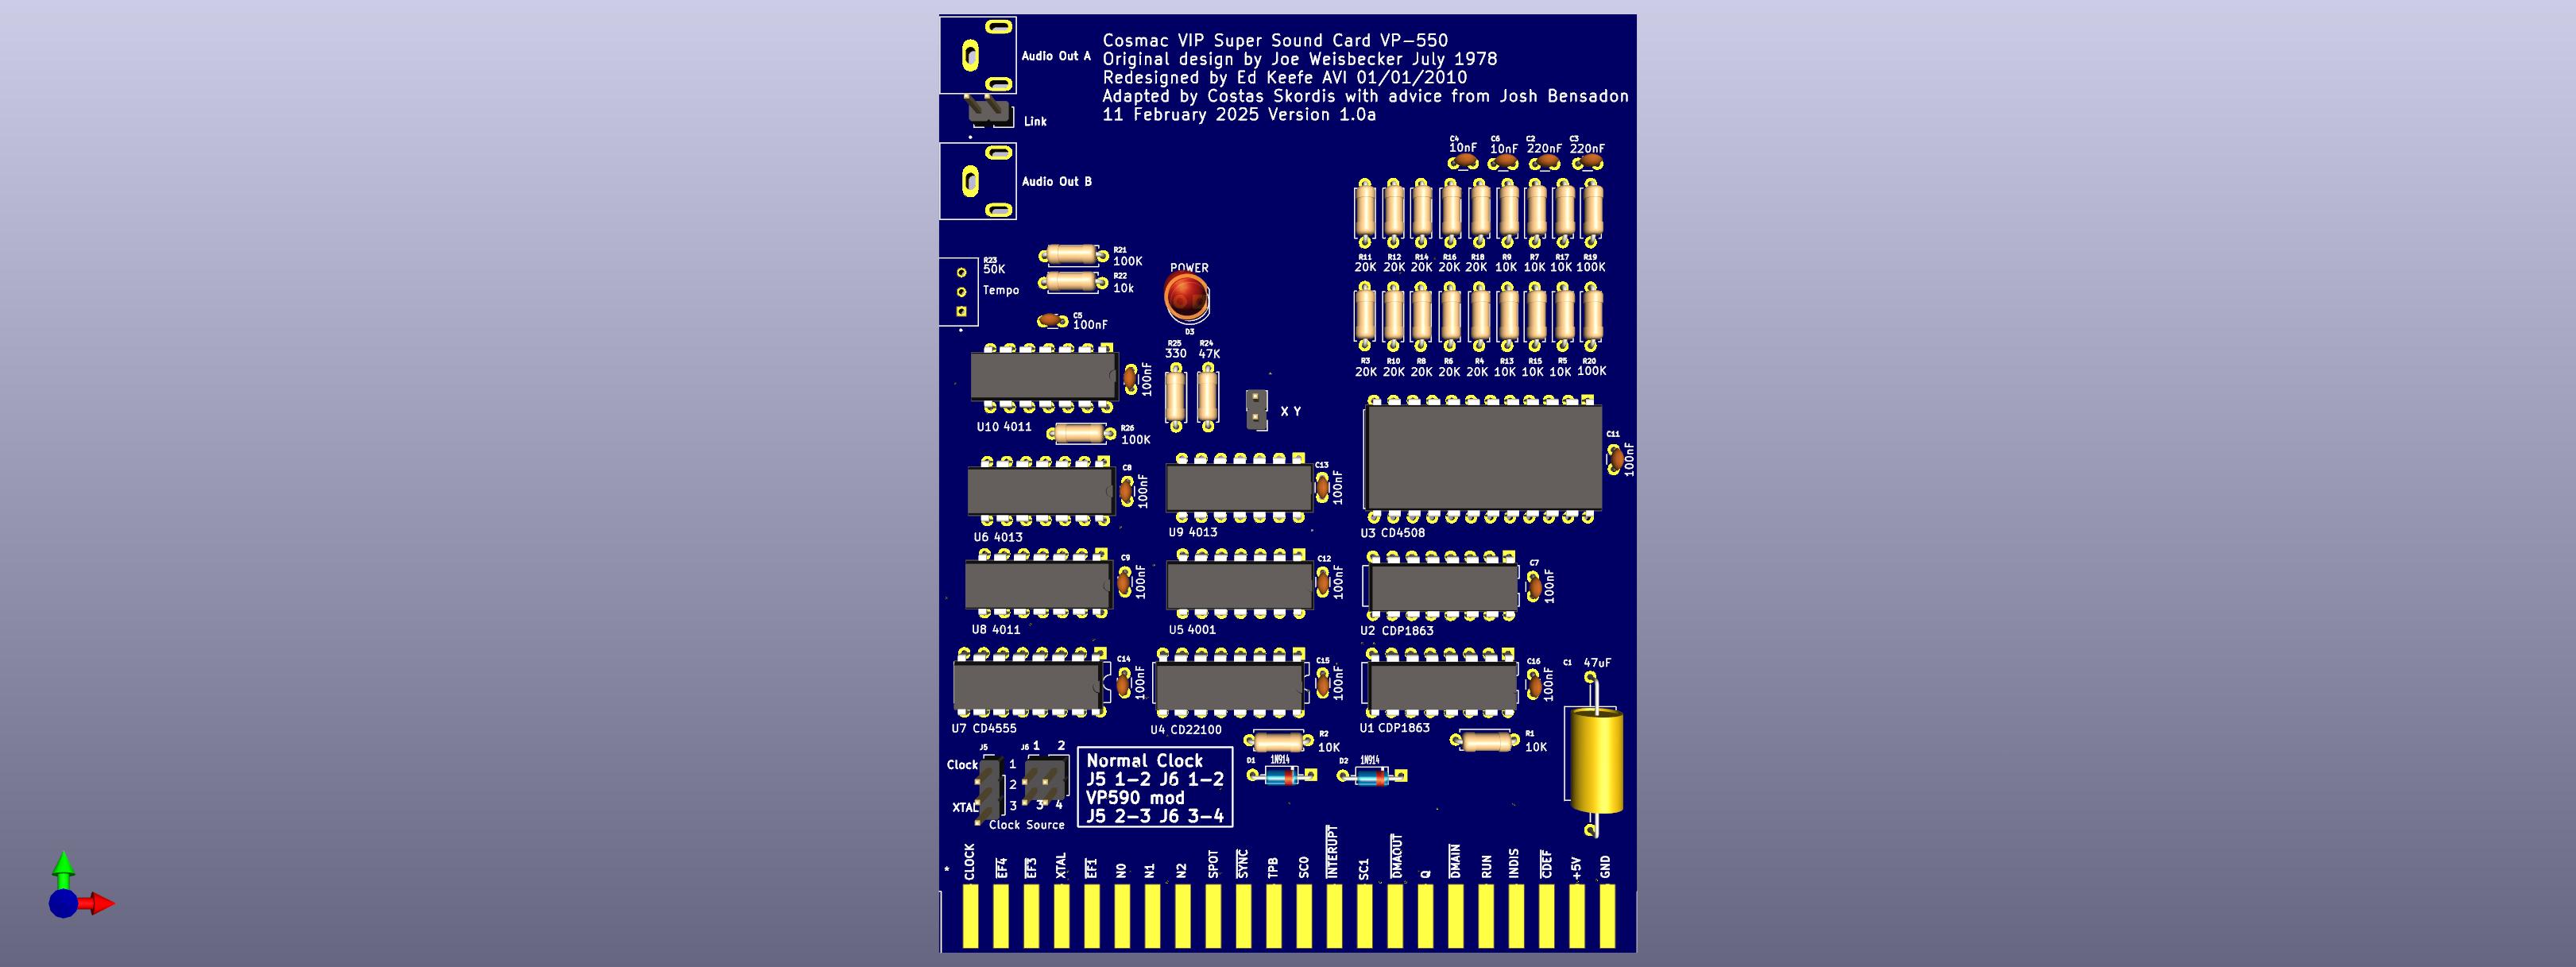 Cosmac VIP Super Sound Card VP-550
Original design by Joe Weisbecker July 1978
Redesigned by Ed Keefe AVI 01/01/2010
Adapted by Costas Skordis with advice from Josh Bensadon
11 February 2025 Version 1.0a
Audio Out A
Link
Audio Out B
C4 C6 C2 C3
10nF 10nF 220nF 220nF
R11 R12 R14 R16 R18 R9 R7 R17 R19
20K 20K 20K 20K 20K 10K 10K 10K 100K
R3 R10 R8 R6 R4 R13 R15 R5 R20
20K 20K 20K 20K 20K 10K 10K 10K 100K
R23
50K
Tempo
R21
100K
R22
10k
C5
100nF
POWER
D3
R25 R24
330 47K
X Y
100nF
U10 4011
R26
100K
C8
100nF
U6 4013
C13
100nF
U9 4013
C11
100nF
U3 CD4508
C9
100nF
U8 4011
C12
100nF
U5 4001
C7
100nF
U2 CDP1863
C14
100nF
U7 CD4555
C15
100nF
U4 CD22100
C16
100nF
U1 CDP1863
C1 47uF
R2
10K
R1
10K
D1 1N914
D2 1N914
J5 J6 1 2
Clock 1
2
XTAL 3 3 4
Clock Source
Normal Clock
J5 1-2 J6 1-2
VP590 mod
J5 2-3 J6 3-4
* CLOCK EF4 EF3 XTAL EF1 N0 N1 N2 SPOT SYNC TPB SC0 INTERUPT SC1 DMAOUT Q DMAIN RUN INDIS CDEF +5V GND